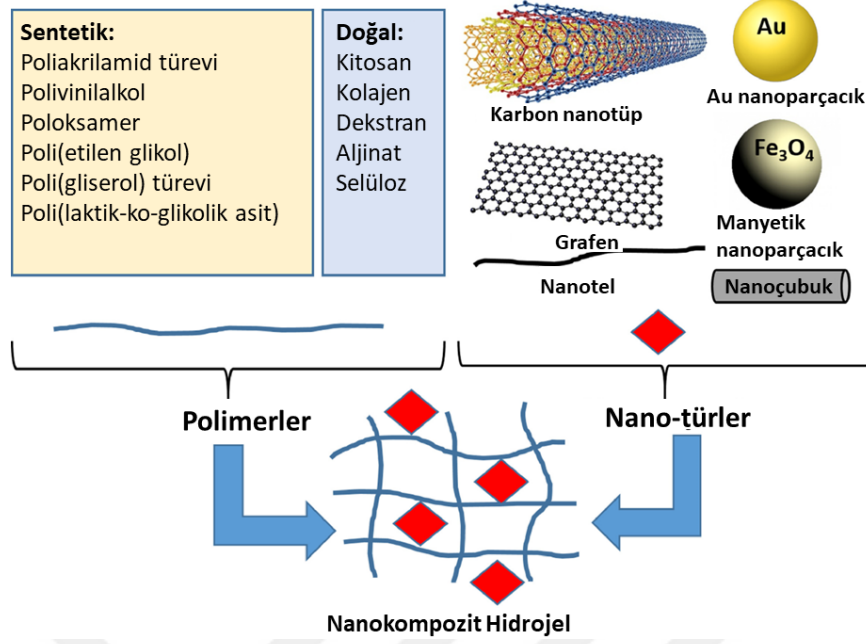 Sentetik:
Poliakrilamid türevi
Polivinilalkol
Poloksamer
Poli(etilen glikol)
Poli(gliserol) türevi
Poli(laktik-ko-glikolik asit)
Doğal:
Kitosan
Kolajen
Dekstran
Aljinat
Selüloz
Karbon nanotüp
Au
Au nanoparçacık
Grafen
Fe₃O₄
Manyetik
nanoparçacık
Nanotel
Nanoçubuk
Polimerler
Nano-türler
Nanokompozit Hidrojel